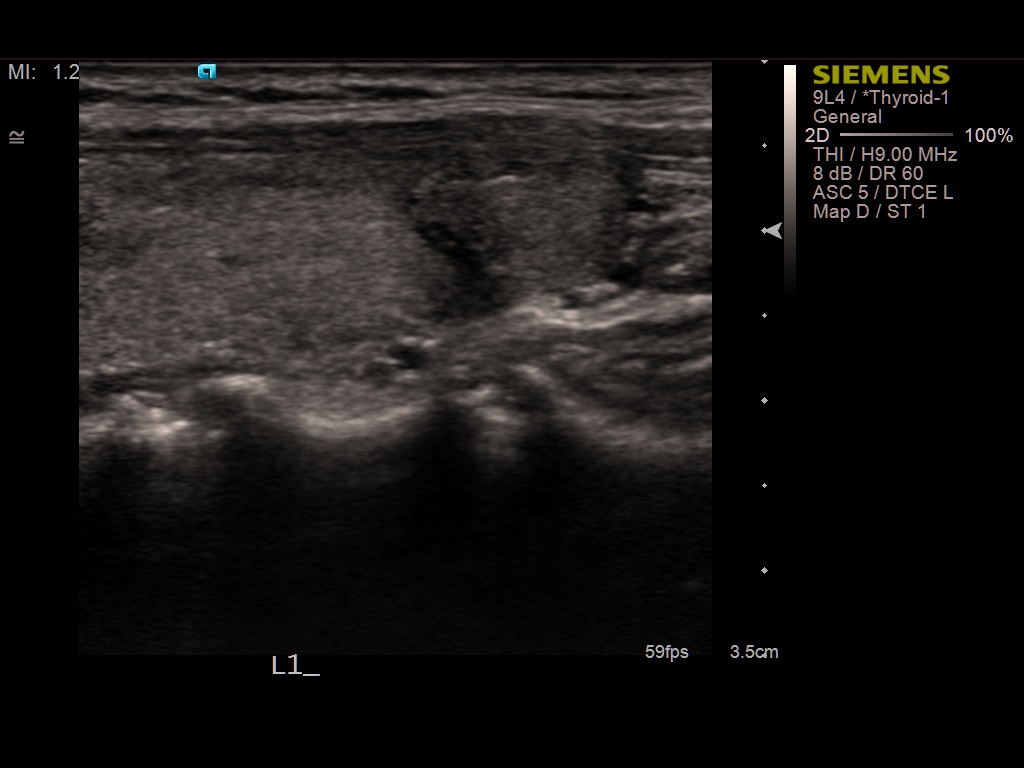 MI: 1.2
SIEMENS
9L4 / *Thyroid-1
General
2D 100%
THI / H9.00 MHz
8 dB / DR 60
ASC 5 / DTCE L
Map D / ST 1
59fps 3.5cm
L1_